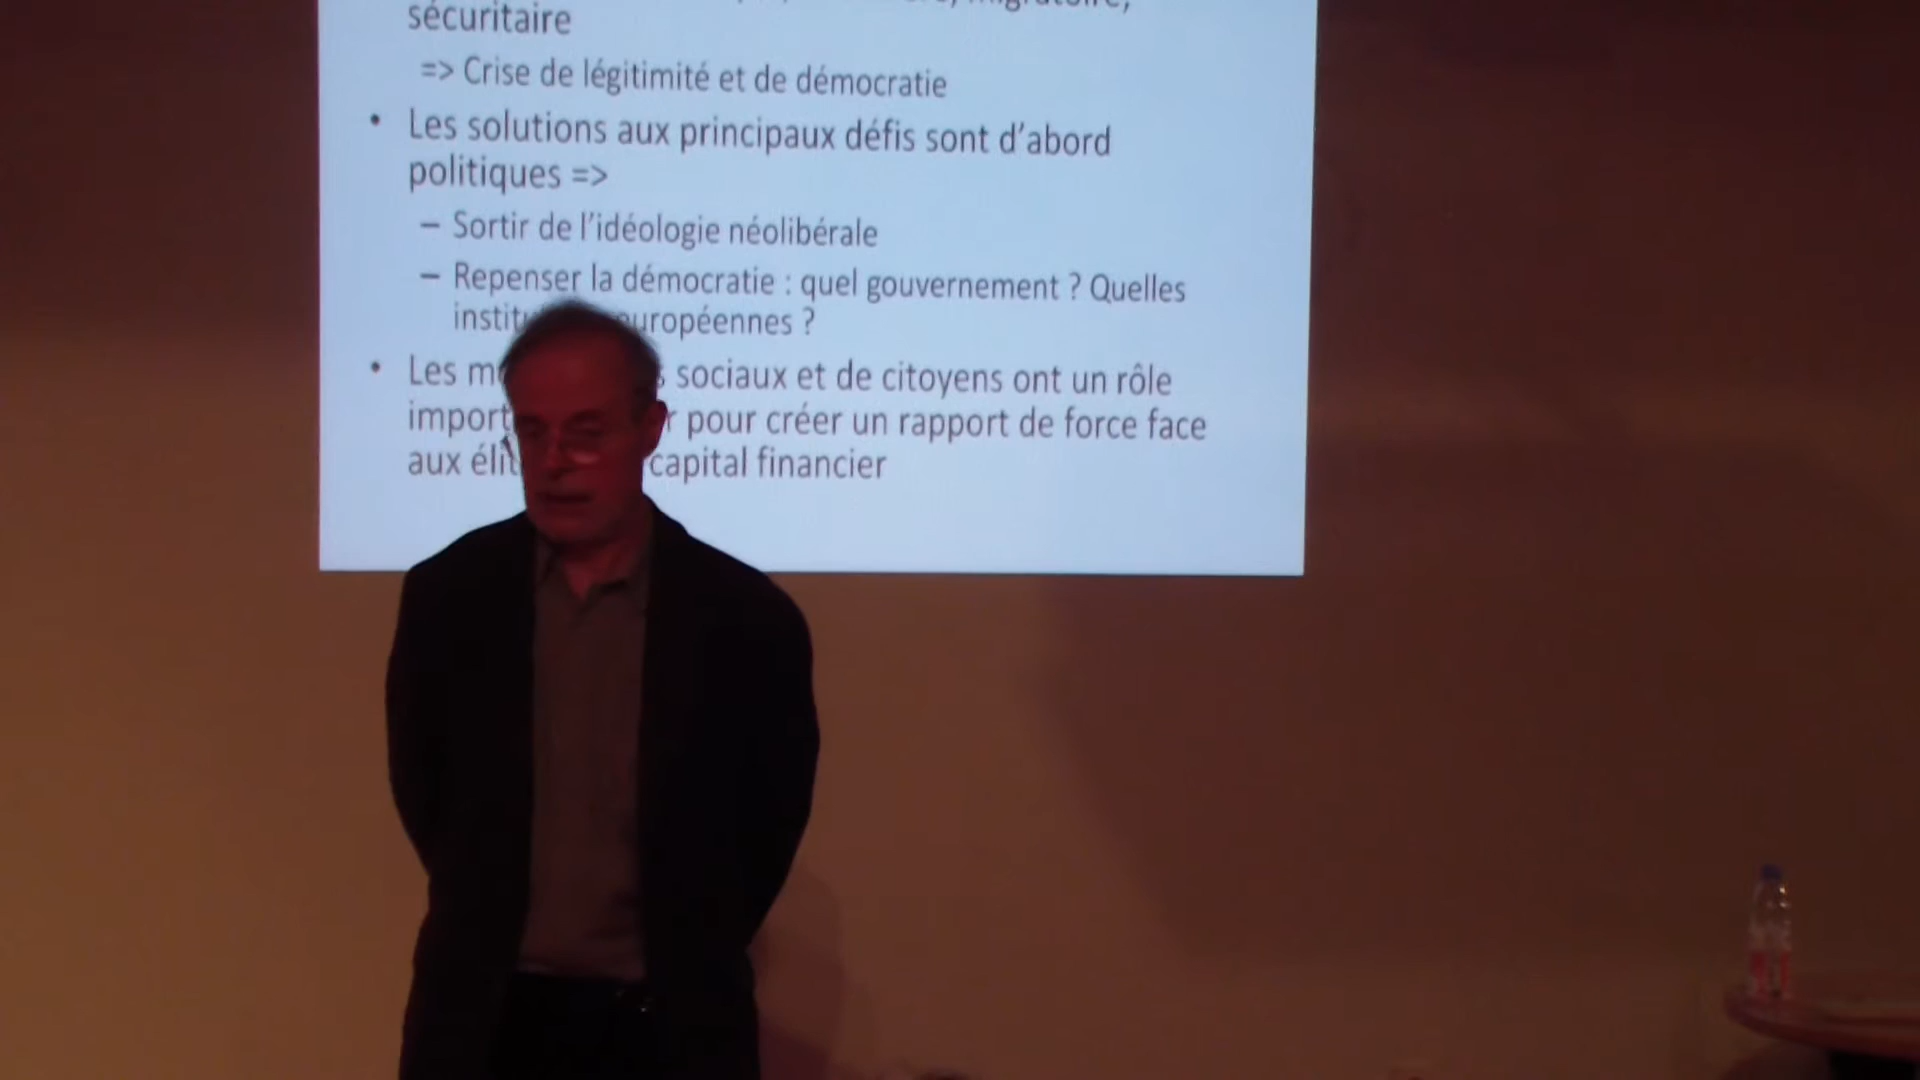 migratoire,
sécuritaire
=> Crise de légitimité et de démocratie
• Les solutions aux principaux défis sont d’abord
politiques =>
– Sortir de l’idéologie néolibérale
– Repenser la démocratie : quel gouvernement ? Quelles
européennes ?
• Les sociaux et de citoyens ont un rôle
pour créer un rapport de force face
aux capital financier